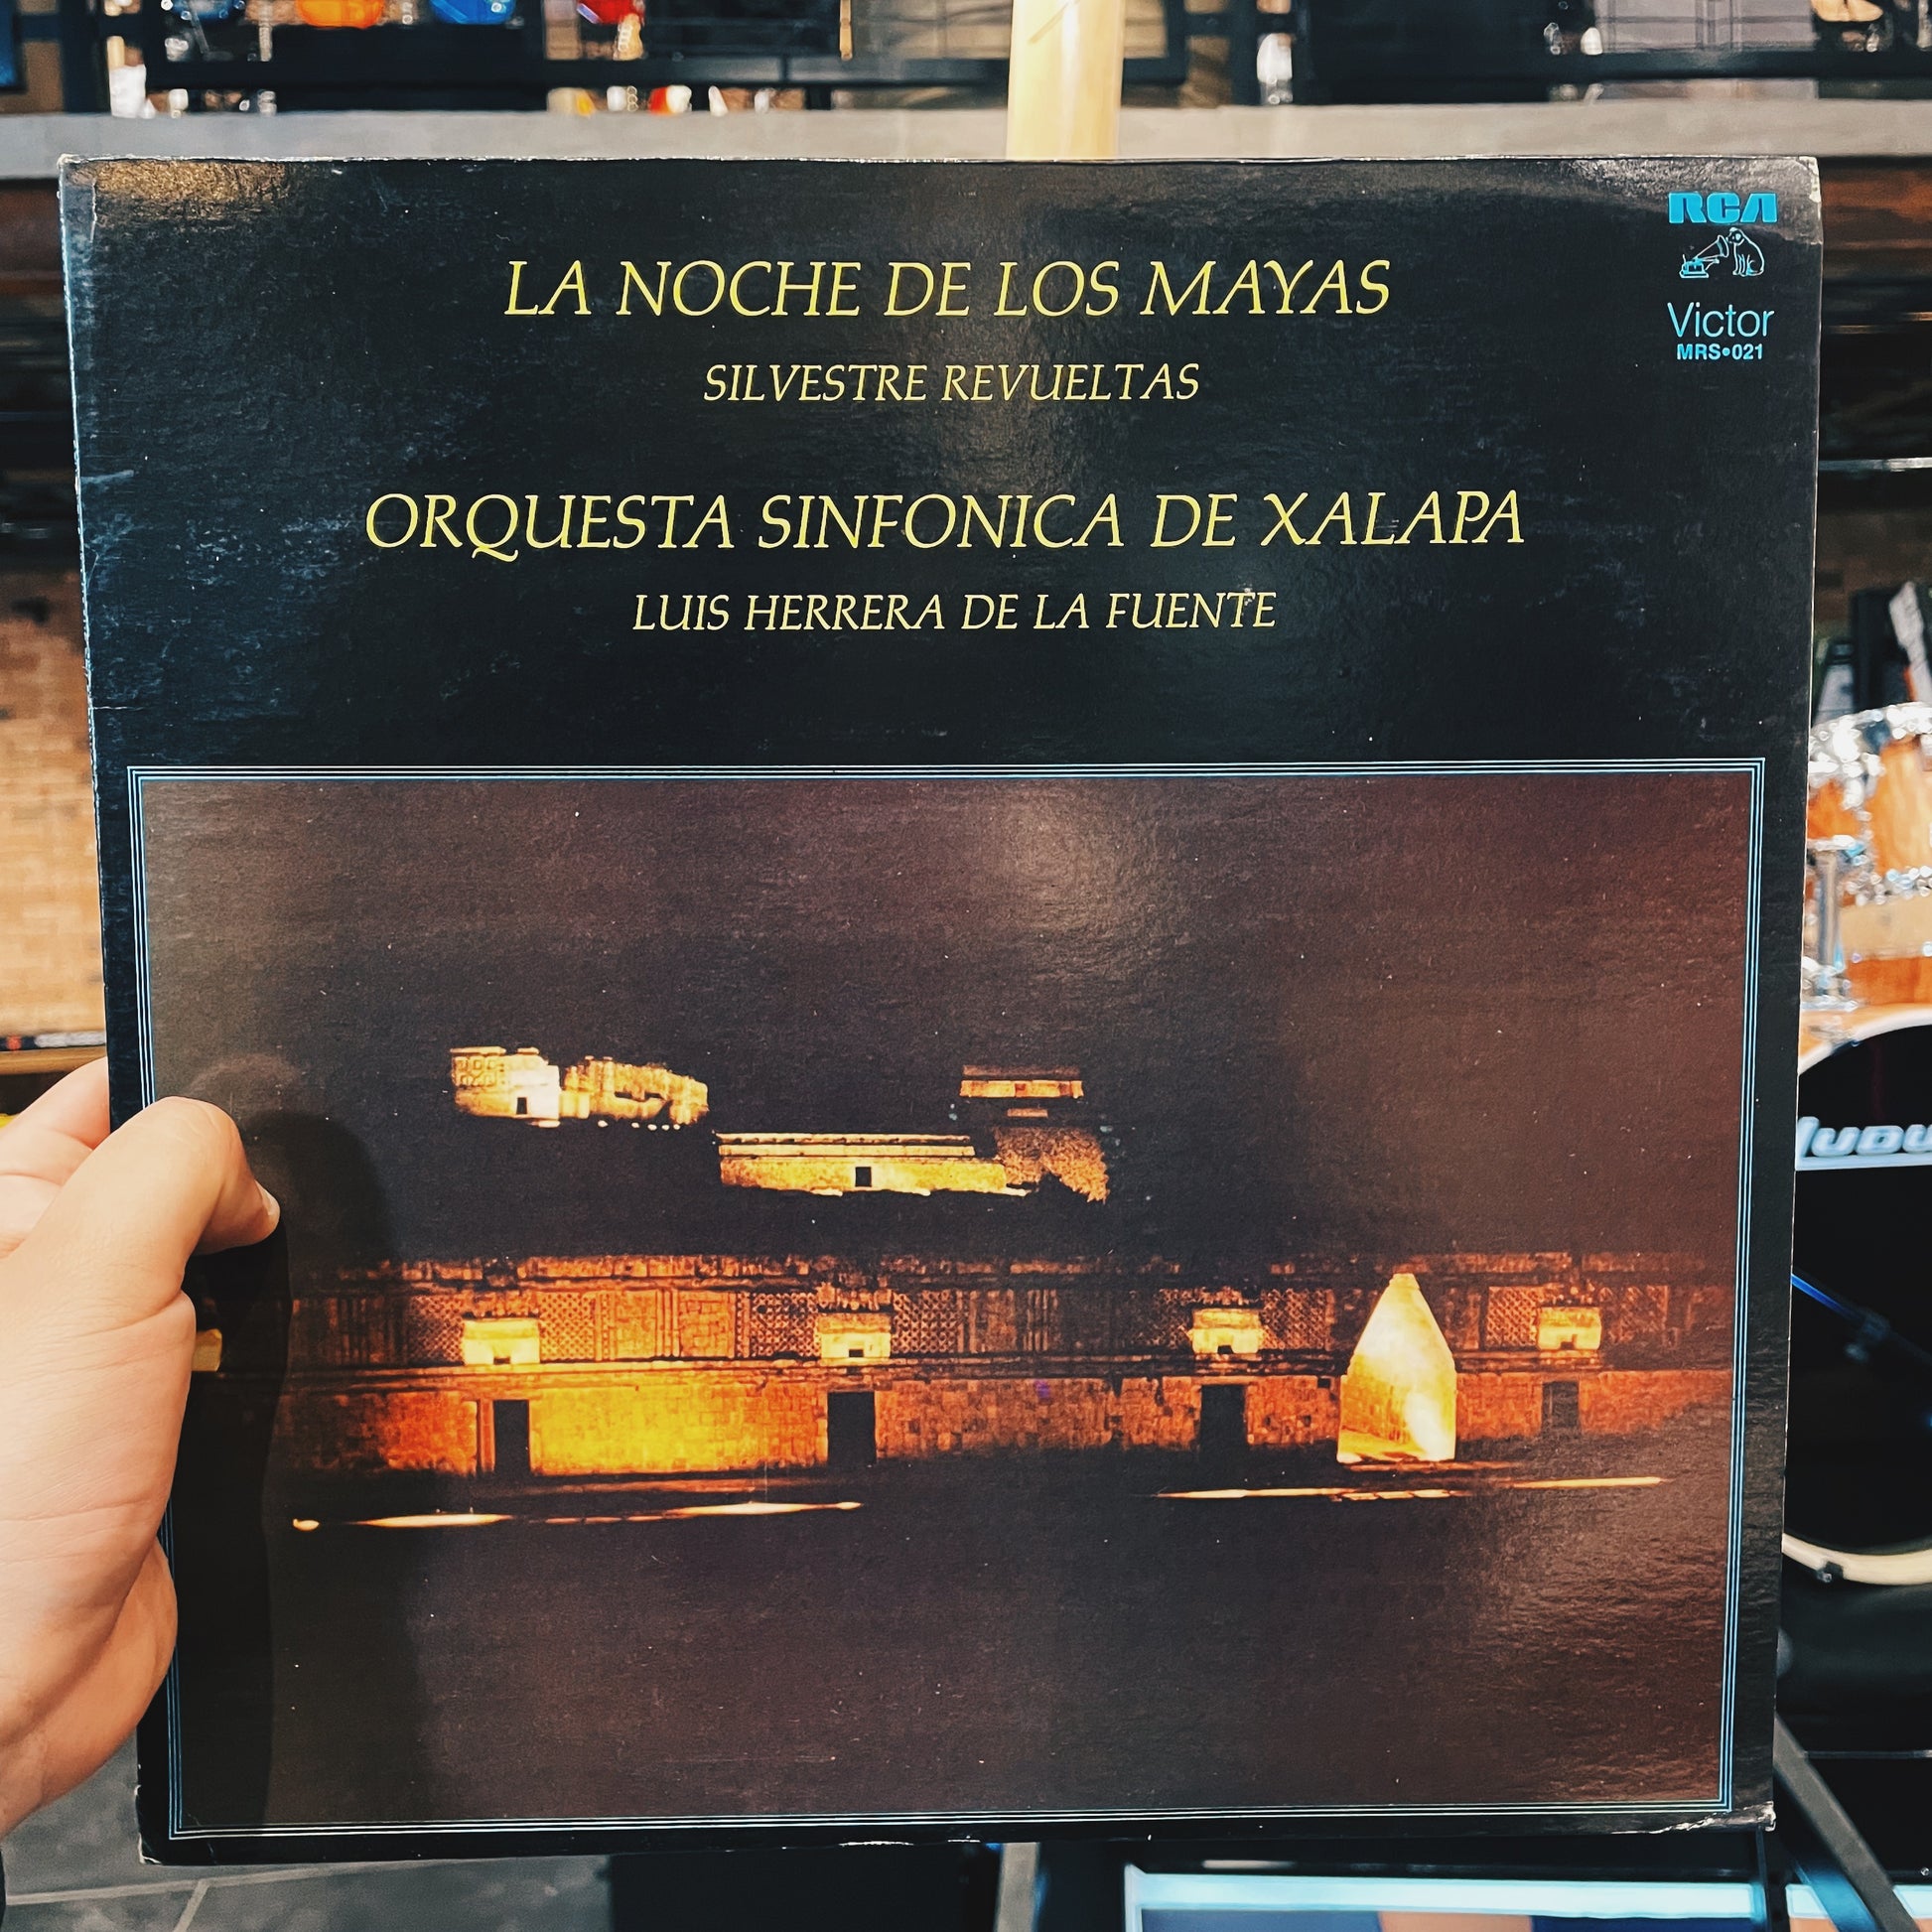 RCA
Victor
MRS•021
LA NOCHE DE LOS MAYAS
SILVESTRE REVUELTAS
ORQUESTA SINFONICA DE XALAPA
LUIS HERRERA DE LA FUENTE